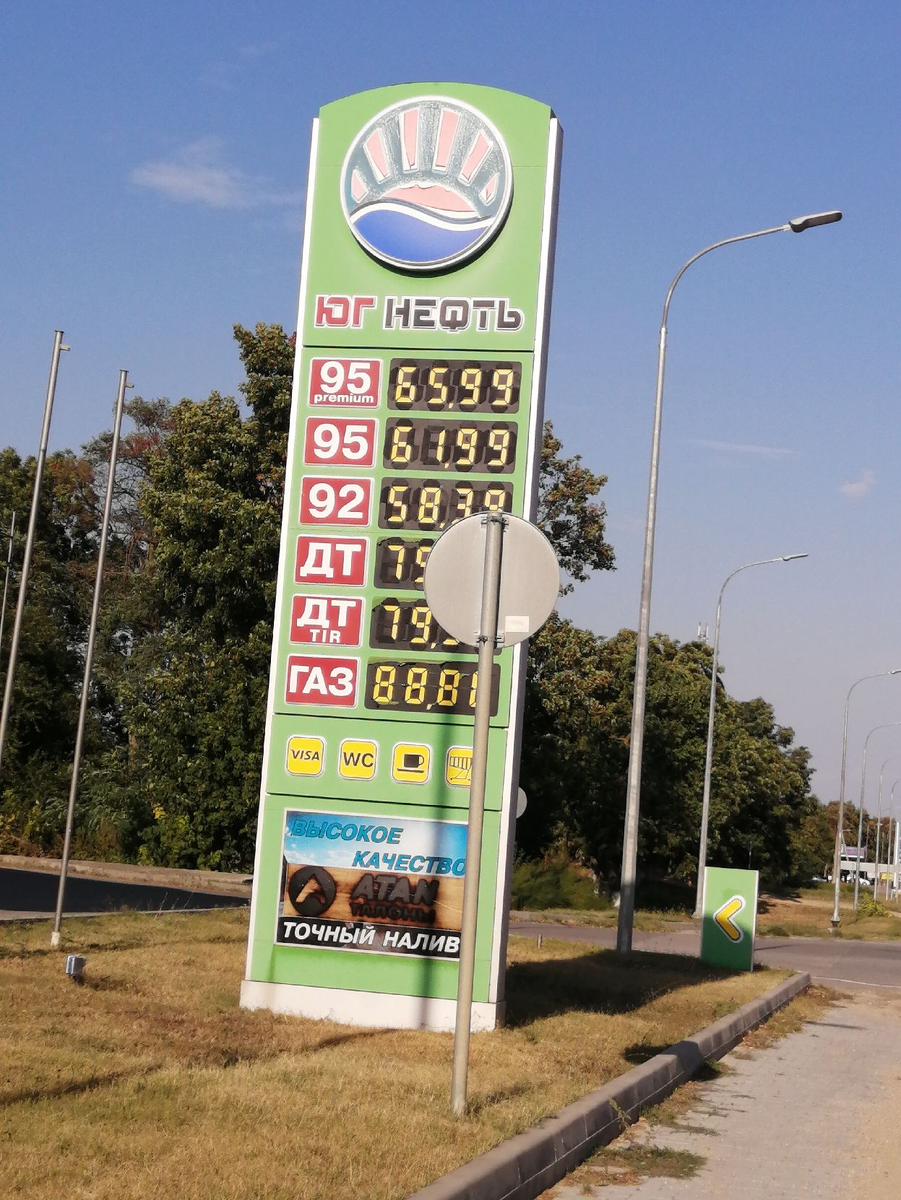 ЮГ НЕФТЬ
95 65,99
premium
95 61,99
92 58,39
ДТ
ДТ
TIR
ГАЗ
VISA WC
ВЫСОКОЕ
КАЧЕСТВО
ATAN
ТАЛОНЫ
ТОЧНЫЙ НАЛИВ